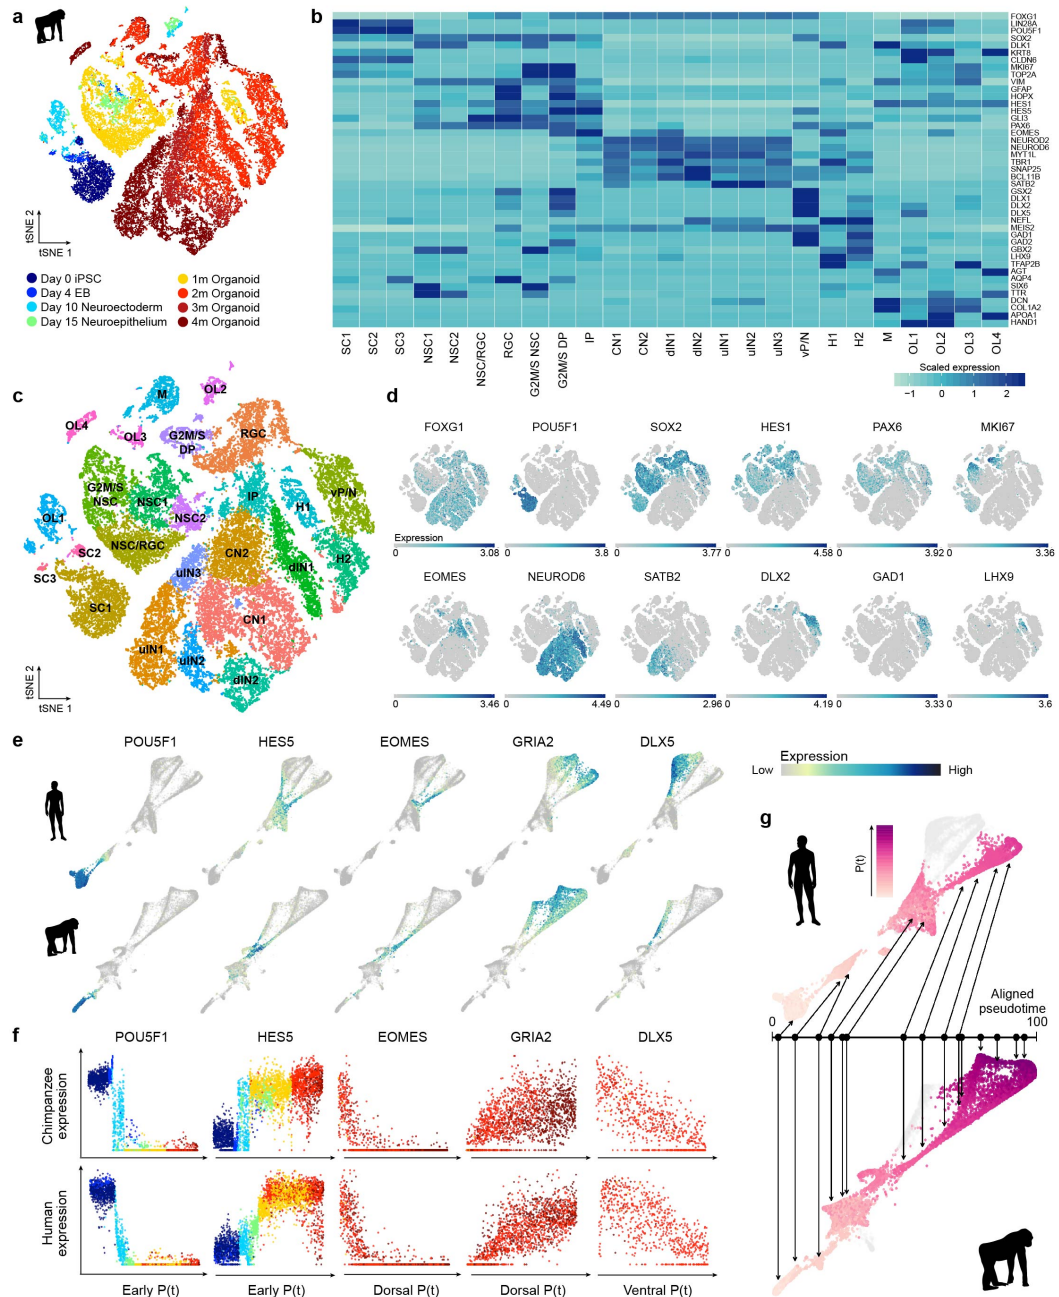 a
tSNE 2
tSNE 1
Day 0 iPSC
Day 4 EB
Day 10 Neuroectoderm
Day 15 Neuroepithelium
1m Organoid
2m Organoid
3m Organoid
4m Organoid
b
FOXG1
LIN28A
POU5F1
SOX2
DLK1
KRT8
CLDN6
MKI67
TOP2A
VIM
GFAP
HOPX
HES1
HES5
GLI3
PAX6
EOMES
NEUROD2
NEUROD6
MYT1L
TBR1
SNAP25
BCL11B
SATB2
GSX2
DLX1
DLX2
DLX5
NEFL
MEIS2
GAD1
GAD2
GBX2
LHX9
TFAP2B
AGT
AQP4
SIX6
TTR
DCN
COL1A2
APOA1
HAND1
SC1 SC2 SC3 NSC1 NSC2 NSC/RGC RGC G2M/S NSC G2M/S DP IP CN1 CN2 dIN1 dIN2 uIN1 uIN2 uIN3 vP/N H1 H2 M OL1 OL2 OL3 OL4
Scaled expression
−1 0 1 2
c
M
OL2
OL4
OL3
G2M/S
DP
RGC
G2M/S
NSC
NSC1
NSC2
IP
H1
vP/N
OL1
NSC/RGC
SC2
SC3
CN2
uIN3
dIN1
H2
SC1
CN1
uIN1
uIN2
dIN2
tSNE 2
tSNE 1
d
FOXG1 POU5F1 SOX2 HES1 PAX6 MKI67
Expression
0 3.08 0 3.8 0 3.77 0 4.58 0 3.92 0 3.36
EOMES NEUROD6 SATB2 DLX2 GAD1 LHX9
0 3.46 0 4.49 0 2.96 0 4.19 0 3.33 0 3.6
e
POU5F1 HES5 EOMES GRIA2 DLX5
Expression
Low High
f
POU5F1 HES5 EOMES GRIA2 DLX5
Chimpanzee
expression
Human
expression
Early P(t) Early P(t) Dorsal P(t) Dorsal P(t) Ventral P(t)
g
P(t)
Aligned
pseudotime
0 100